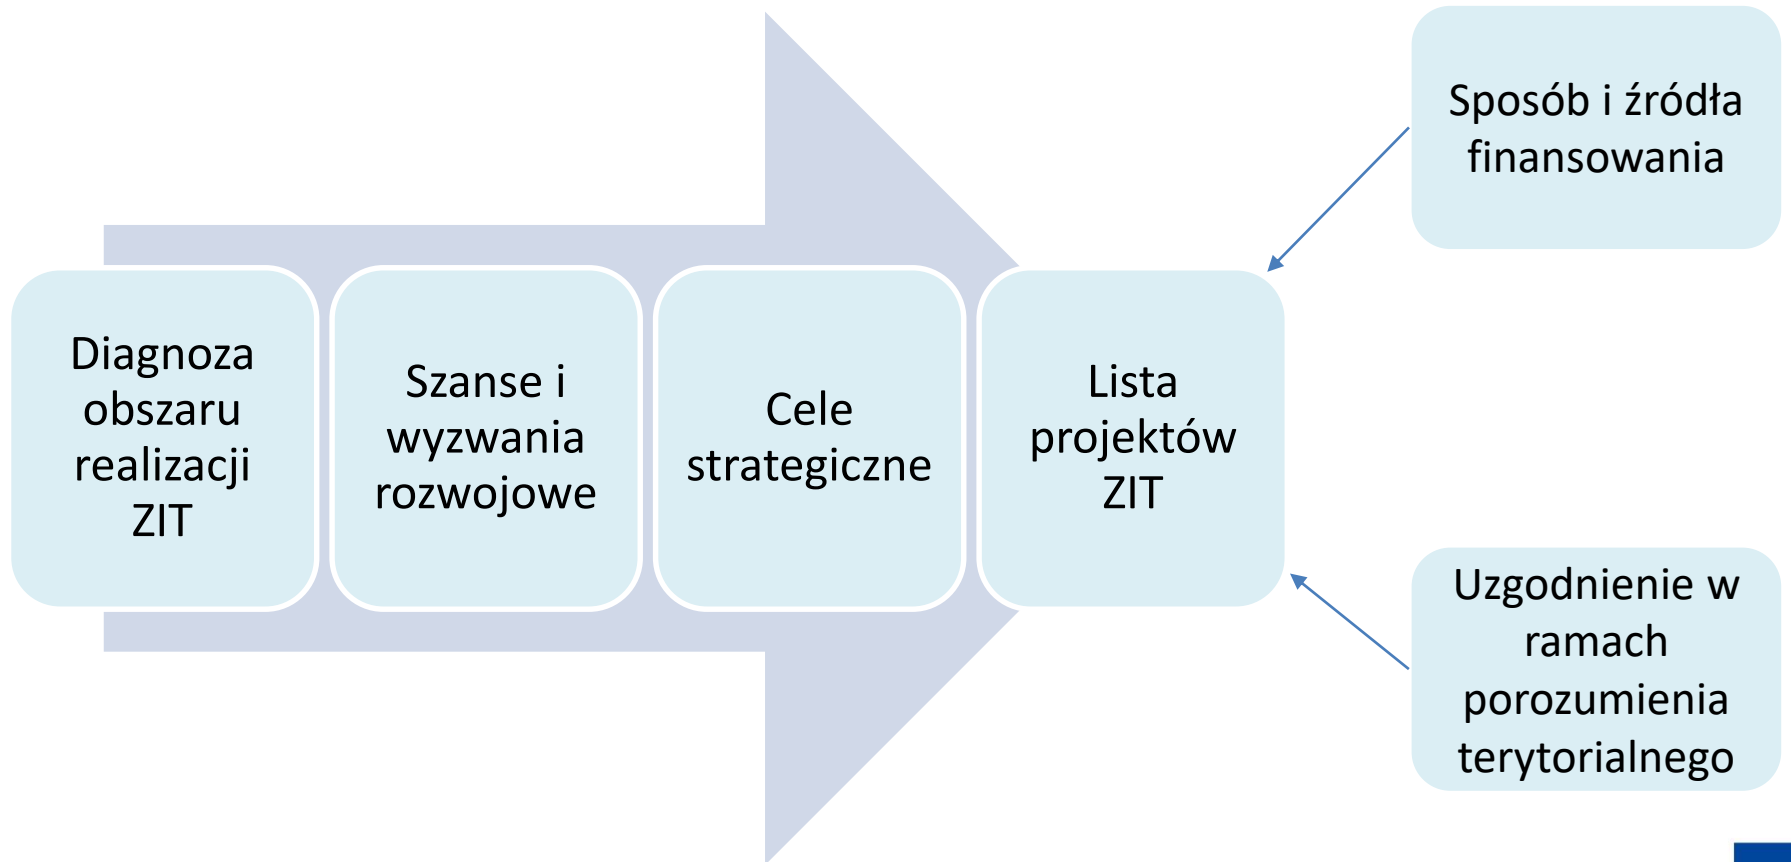 Diagnoza
obszaru
realizacji
ZIT
Szanse i
wyzwania
rozwojowe
Cele
strategiczne
Lista
projektów
ZIT
Sposób i źródła
finansowania
Uzgodnienie w
ramach
porozumienia
terytorialnego